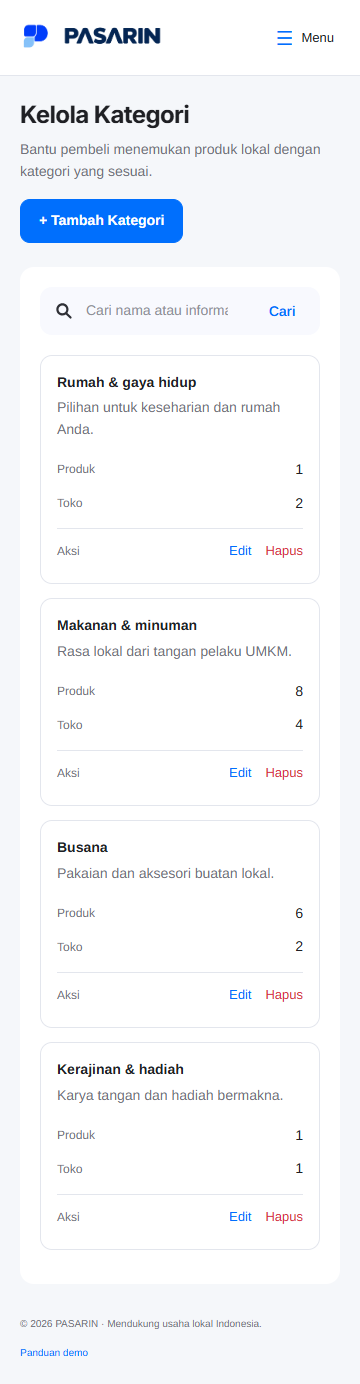 PASARIN
Menu
Kelola Kategori
Bantu pembeli menemukan produk lokal dengan
kategori yang sesuai.
+ Tambah Kategori
Cari nama atau informa
Cari
Rumah & gaya hidup
Pilihan untuk keseharian dan rumah
Anda.
Produk 1
Toko 2
Aksi Edit Hapus
Makanan & minuman
Rasa lokal dari tangan pelaku UMKM.
Produk 8
Toko 4
Aksi Edit Hapus
Busana
Pakaian dan aksesori buatan lokal.
Produk 6
Toko 2
Aksi Edit Hapus
Kerajinan & hadiah
Karya tangan dan hadiah bermakna.
Produk 1
Toko 1
Aksi Edit Hapus
© 2026 PASARIN · Mendukung usaha lokal Indonesia.
Panduan demo